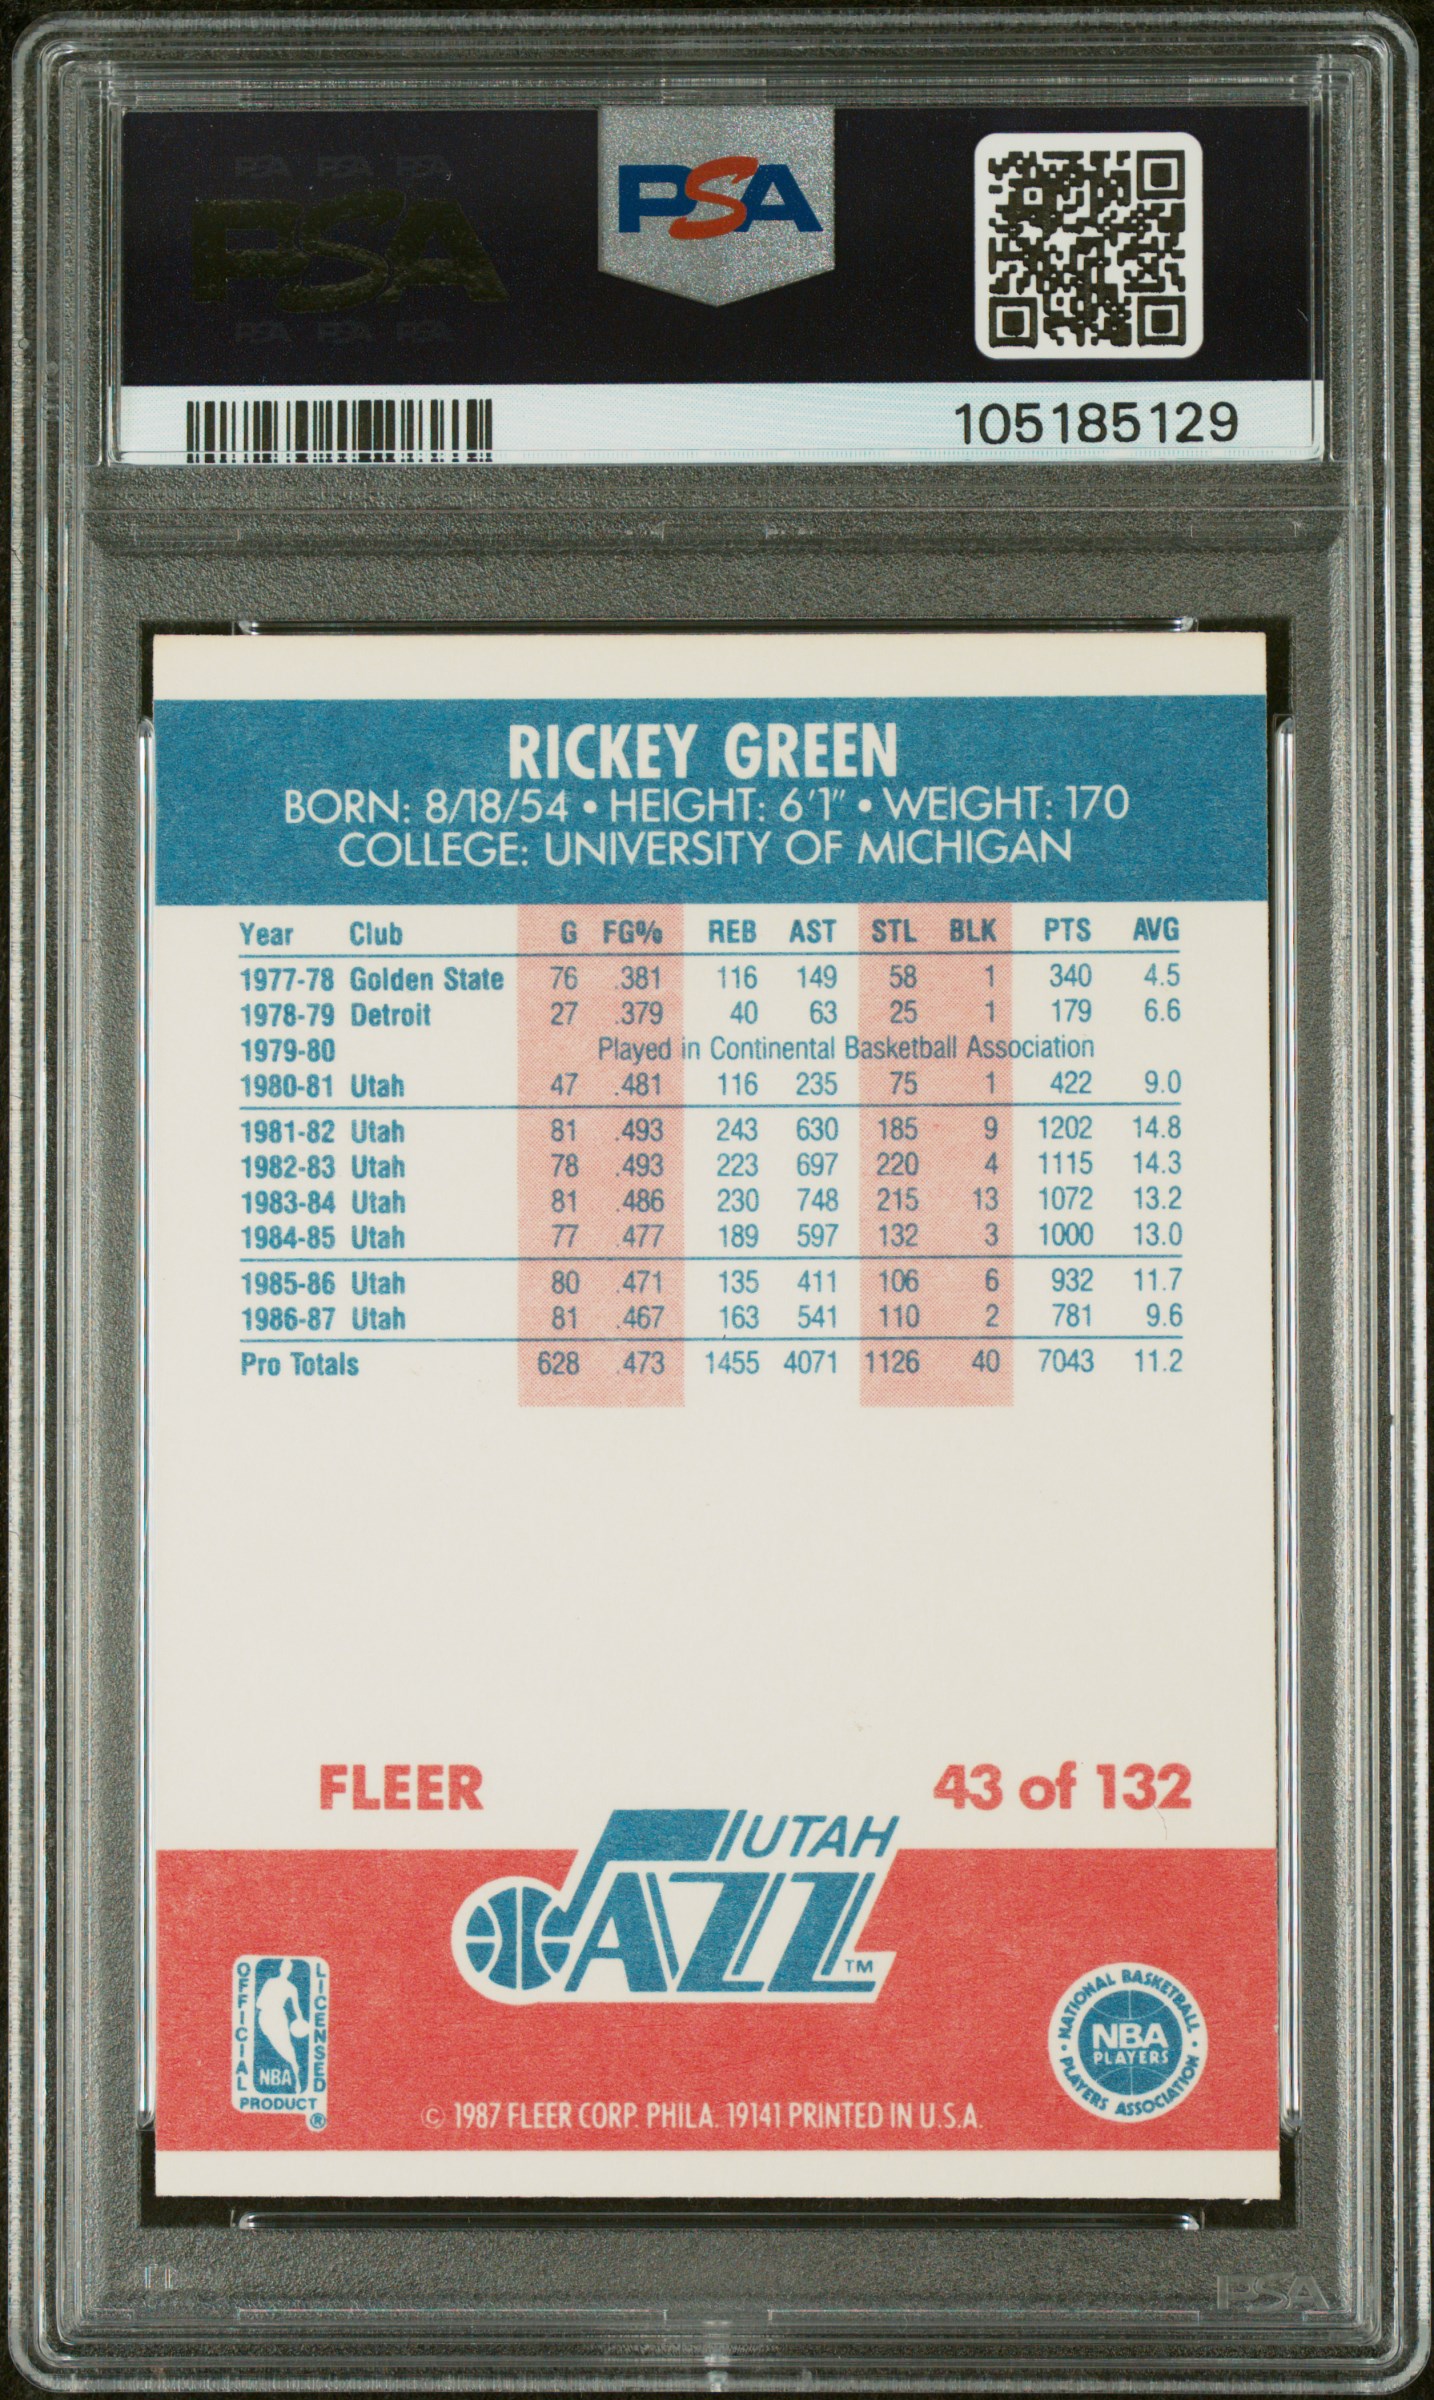 PSA PSA PSA
PSA
PSA PSA PSA
PSA
105185129
RICKEY GREEN
BORN: 8/18/54 • HEIGHT: 6'1" • WEIGHT: 170
COLLEGE: UNIVERSITY OF MICHIGAN
Year Club G FG% REB AST STL BLK PTS AVG
1977-78 Golden State 76 .381 116 149 58 1 340 4.5
1978-79 Detroit 27 .379 40 63 25 1 179 6.6
1979-80 Played in Continental Basketball Association
1980-81 Utah 47 .481 116 235 75 1 422 9.0
1981-82 Utah 81 .493 243 630 185 9 1202 14.8
1982-83 Utah 78 .493 223 697 220 4 1115 14.3
1983-84 Utah 81 .486 230 748 215 13 1072 13.2
1984-85 Utah 77 .477 189 597 132 3 1000 13.0
1985-86 Utah 80 .471 135 411 106 6 932 11.7
1986-87 Utah 81 .467 163 541 110 2 781 9.6
Pro Totals 628 .473 1455 4071 1126 40 7043 11.2
FLEER
43 of 132
UTAH
JAZZ™
OFFICIAL LICENSED
NBA
PRODUCT ®
NATIONAL BASKETBALL
NBA
PLAYERS
• PLAYERS ASSOCIATION •
© 1987 FLEER CORP. PHILA. 19141 PRINTED IN U.S.A.
PSA